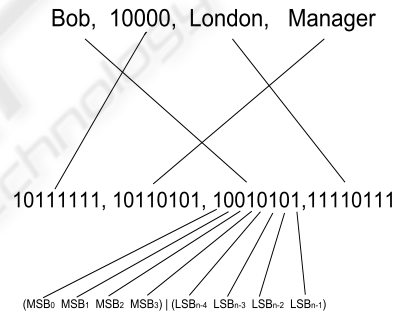 Bob, 10000, London, Manager
10111111, 10110101, 10010101,11110111
(MSB0 MSB1 MSB2 MSB3) | (LSBn-4 LSBn-3 LSBn-2 LSBn-1)